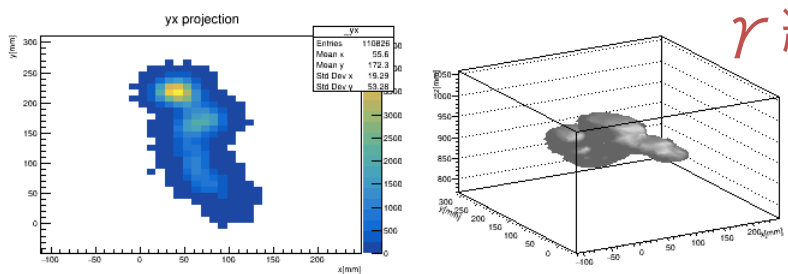 yx projection
_yx
Entries 110826
Mean x 55.6
Mean y 172.3
Std Dev x 19.29
Std Dev y 53.28
y[mm]
300
250
200
150
100
50
0
−100 −50 0 50 100 150 200
x[mm]
3000
2500
2000
1500
1000
500
0
γ
z[mm]
1050
1000
950
900
850
800
y[mm]
300
250
200
150
100
50
0
−100
−50
0
50
100
150
200
x[mm]